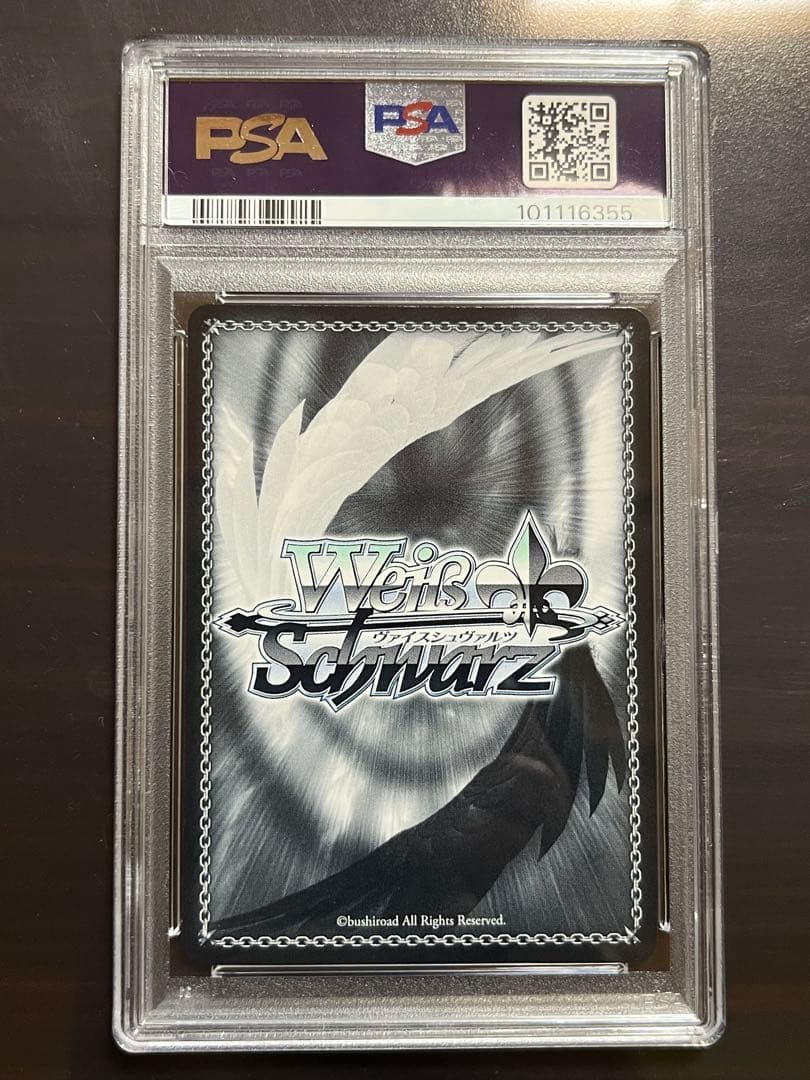 PSA
PSA
101116355
Weiß
ヴァイスシュヴァルツ
Schwarz
©bushiroad All Rights Reserved.